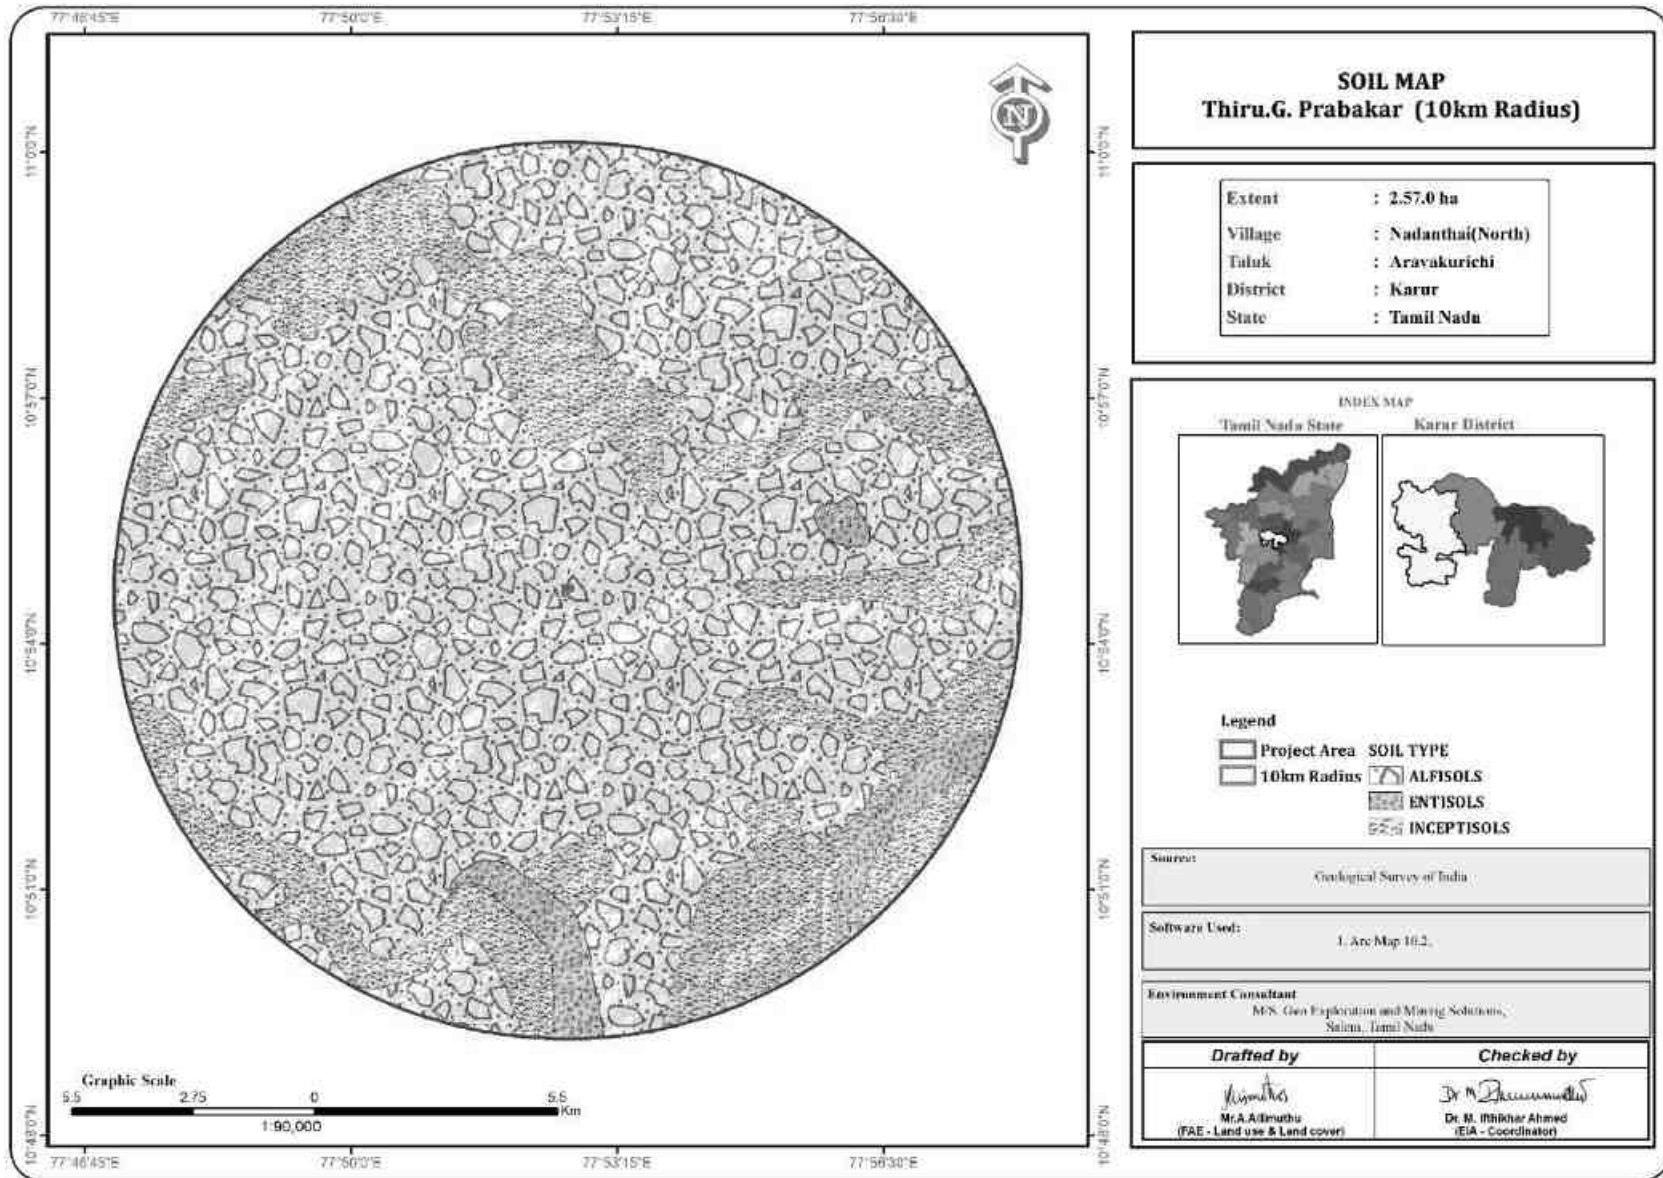 77°46'45"E 77°50'0"E 77°53'15"E 77°56'30"E
11°0'0"N 11°0'0"N
10°57'0"N 10°57'0"N
10°54'0"N 10°54'0"N
10°51'0"N 10°51'0"N
10°48'0"N 10°48'0"N
N
Graphic Scale
5.5 2.75 0 5.5
Km
1:90,000
77°46'45"E 77°50'0"E 77°53'15"E 77°56'30"E
SOIL MAP
Thiru.G. Prabakar (10km Radius)
Extent : 2.57.0 ha
Village : Nadanthai(North)
Taluk : Aravakurichi
District : Karur
State : Tamil Nadu
INDEX MAP
Tamil Nadu State Karur District
Legend
Project Area SOIL TYPE
10km Radius ALFISOLS
ENTISOLS
INCEPTISOLS
Source:
Geological Survey of India
Software Used:
1. Arc Map 10.2.
Environment Consultant
M/S. Geo Exploration and Mining Solutions,
Salem, Tamil Nadu
Drafted by Checked by
Mr.A.Allimuthu Dr. M. Ifthikhar Ahmed
(FAE - Land use & Land cover) (EIA - Coordinator)